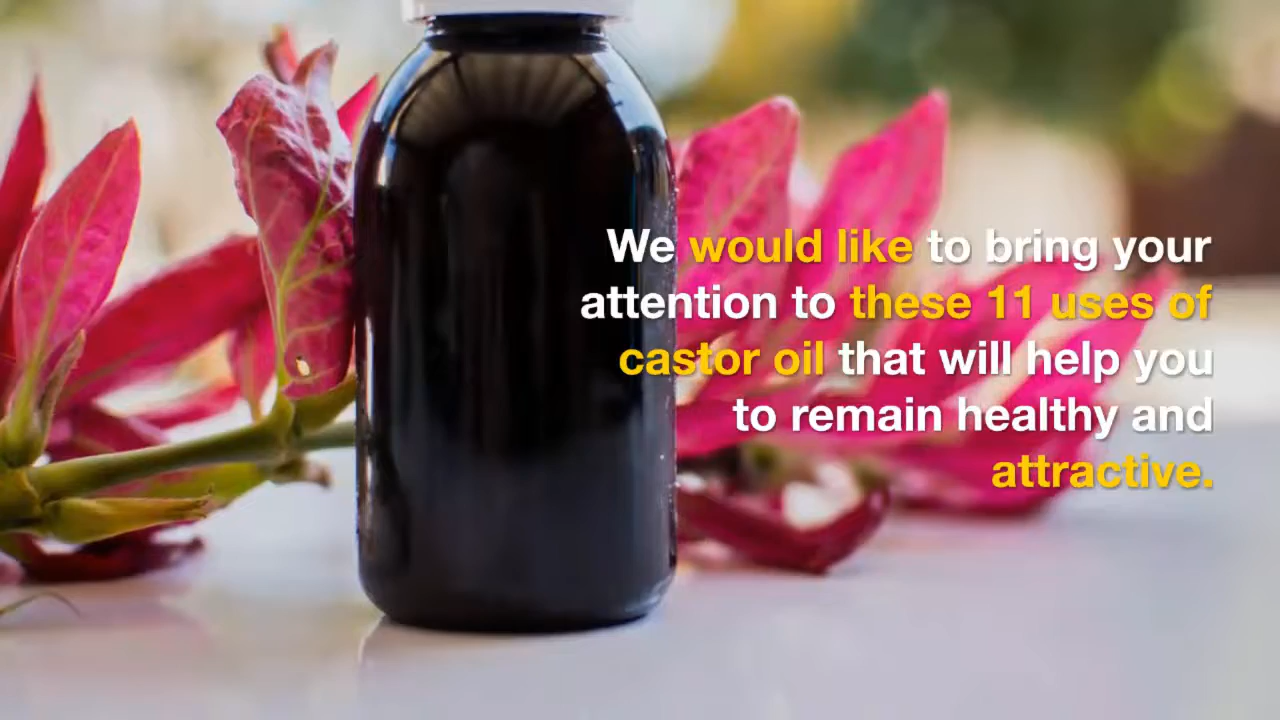 We would like to bring your
attention to these 11 uses of
castor oil that will help you
to remain healthy and
attractive.